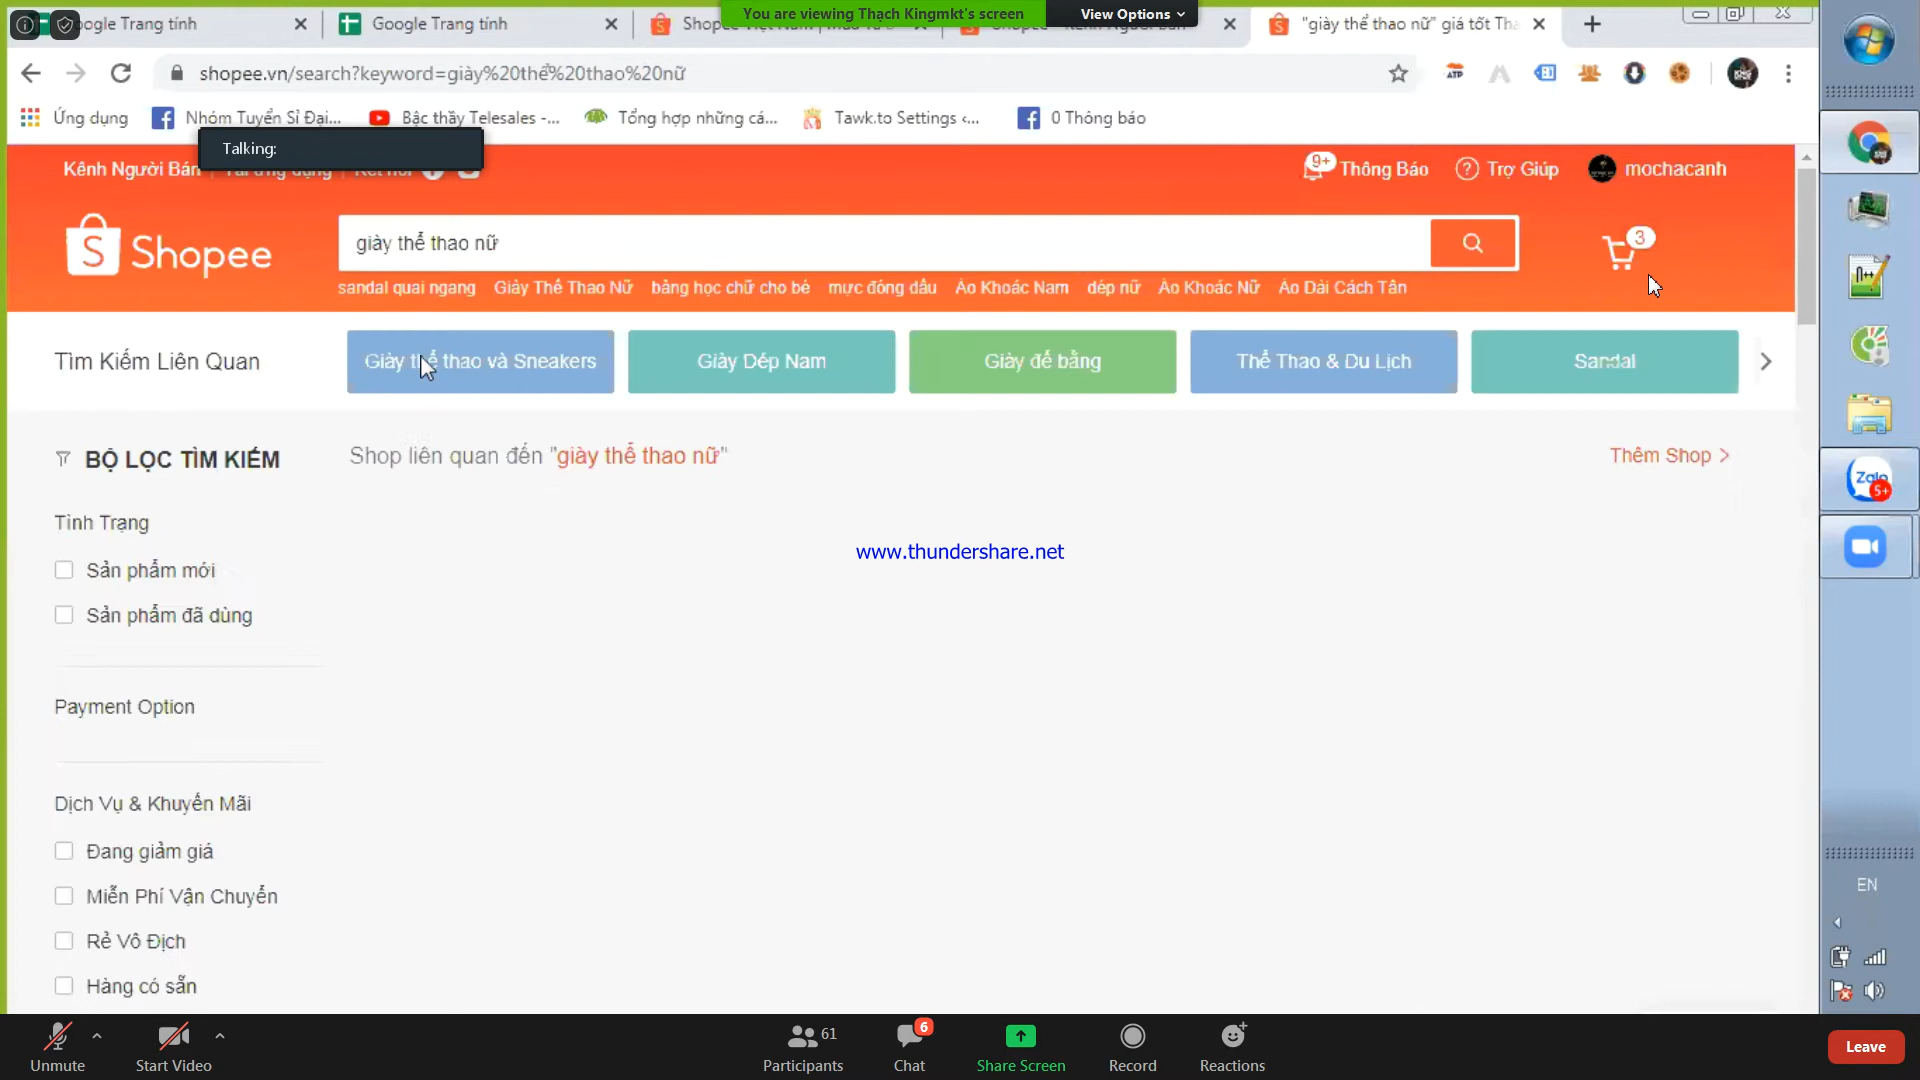 Google Trang tính
Google Trang tính
You are viewing Thạch Kingmkt's screen
View Options
"giày thể thao nữ" giá tốt Thá
shopee.vn/search?keyword=giày%20thể%20thao%20nữ
Ứng dụng
Nhóm Tuyển Sỉ Đại...
Bậc thầy Telesales -...
Tổng hợp những cá...
Tawk.to Settings ‹...
0 Thông báo
Talking:
Kênh Người Bán
9+
Thông Báo
Trợ Giúp
mochacanh
Shopee
giày thể thao nữ
3
sandal quai ngang
Giày Thể Thao Nữ
bảng học chữ cho bé
mực đóng dấu
Áo Khoác Nam
dép nữ
Áo Khoác Nữ
Áo Dài Cách Tân
Tìm Kiếm Liên Quan
Giày thể thao và Sneakers
Giày Dép Nam
Giày đế bằng
Thể Thao & Du Lịch
Sandal
BỘ LỌC TÌM KIẾM
Shop liên quan đến "giày thể thao nữ"
Thêm Shop >
Tình Trạng
Sản phẩm mới
Sản phẩm đã dùng
www.thundershare.net
Payment Option
Dịch Vụ & Khuyến Mãi
Đang giảm giá
Miễn Phí Vận Chuyển
Rẻ Vô Địch
Hàng có sẵn
Zalo
5+
EN
Unmute
Start Video
61
Participants
6
Chat
Share Screen
Record
Reactions
Leave